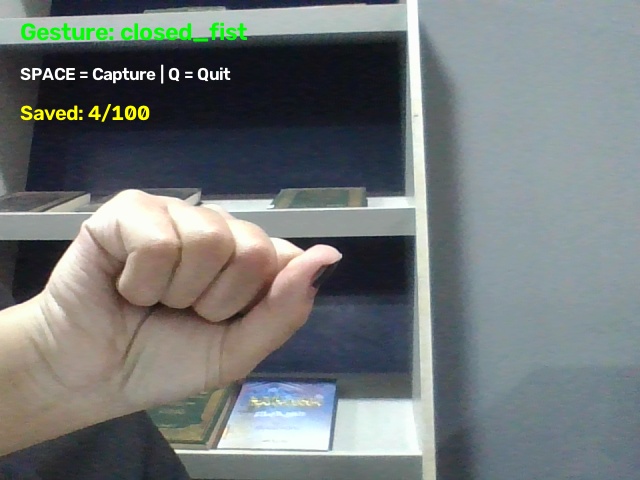 Gesture: closed_fist
SPACE = Capture | Q = Quit
Saved: 4/100